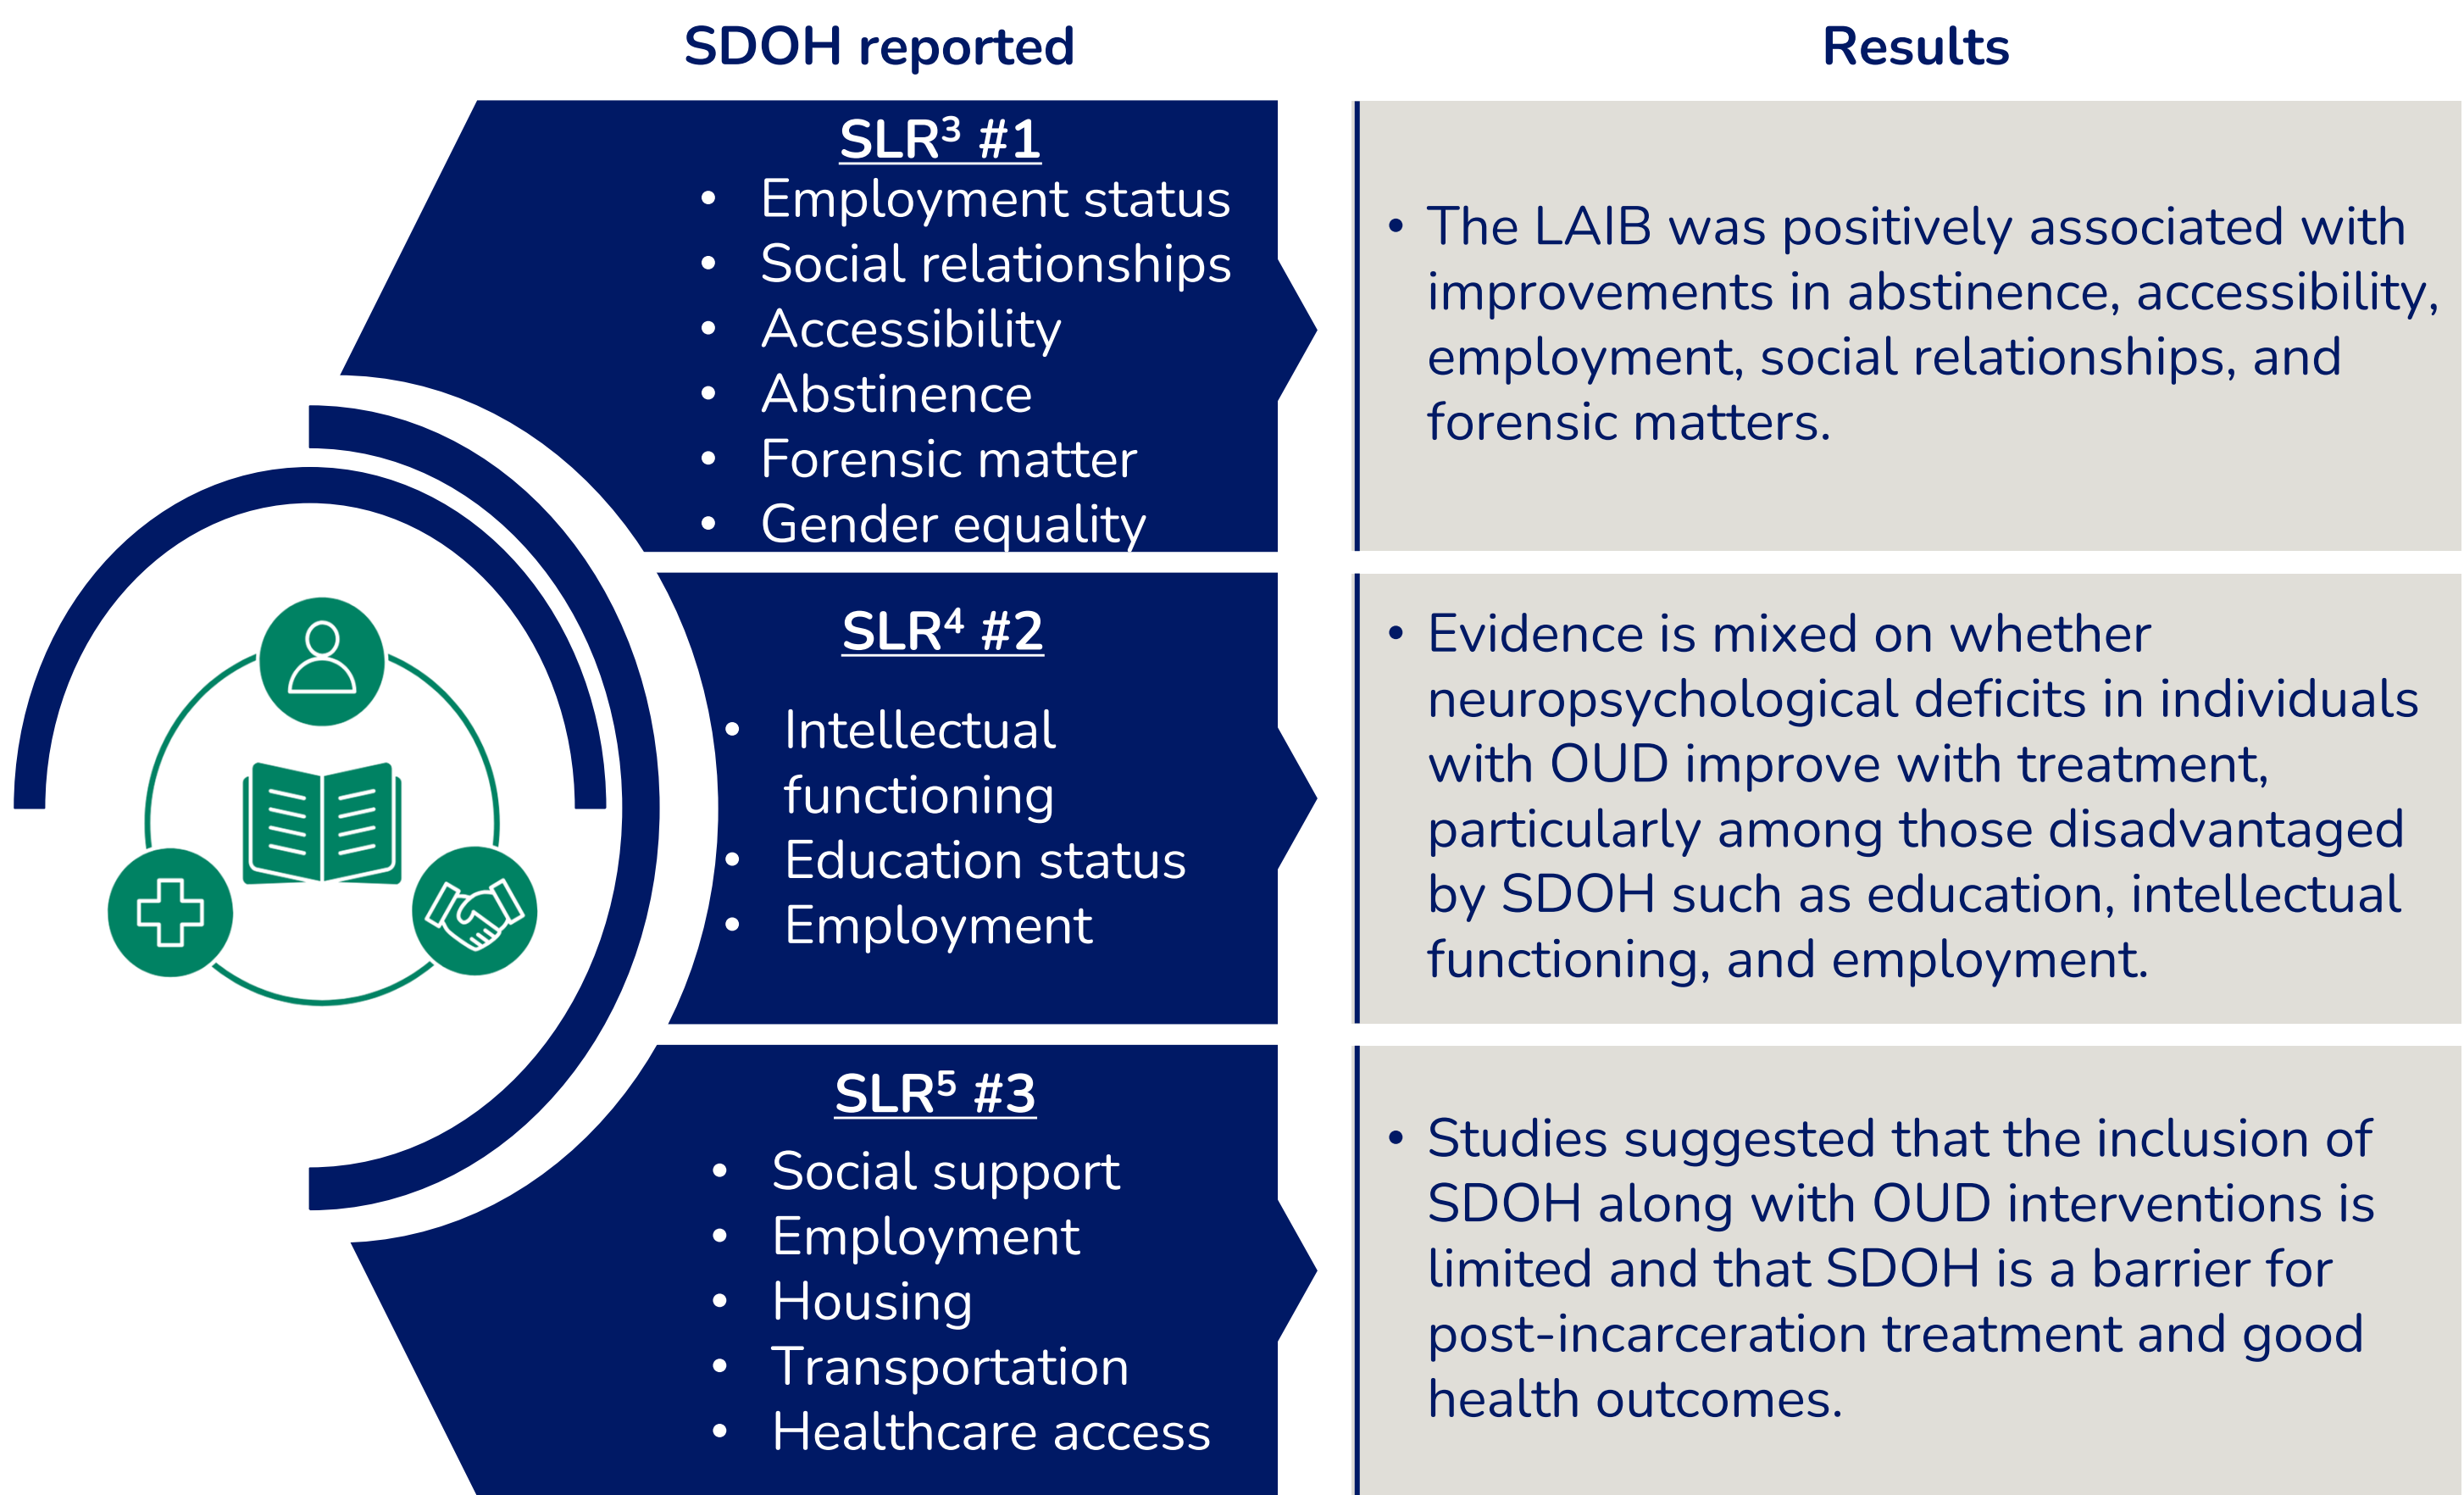 SDOH reported
Results
SLR³ #1
• Employment status
• Social relationships
• Accessibility
• Abstinence
• Forensic matter
• Gender equality
• The LAIB was positively associated with
improvements in abstinence, accessibility,
employment, social relationships, and
forensic matters.
SLR⁴ #2
• Intellectual
functioning
• Education status
• Employment
• Evidence is mixed on whether
neuropsychological deficits in individuals
with OUD improve with treatment,
particularly among those disadvantaged
by SDOH such as education, intellectual
functioning, and employment.
SLR⁵ #3
• Social support
• Employment
• Housing
• Transportation
• Healthcare access
• Studies suggested that the inclusion of
SDOH along with OUD interventions is
limited and that SDOH is a barrier for
post-incarceration treatment and good
health outcomes.